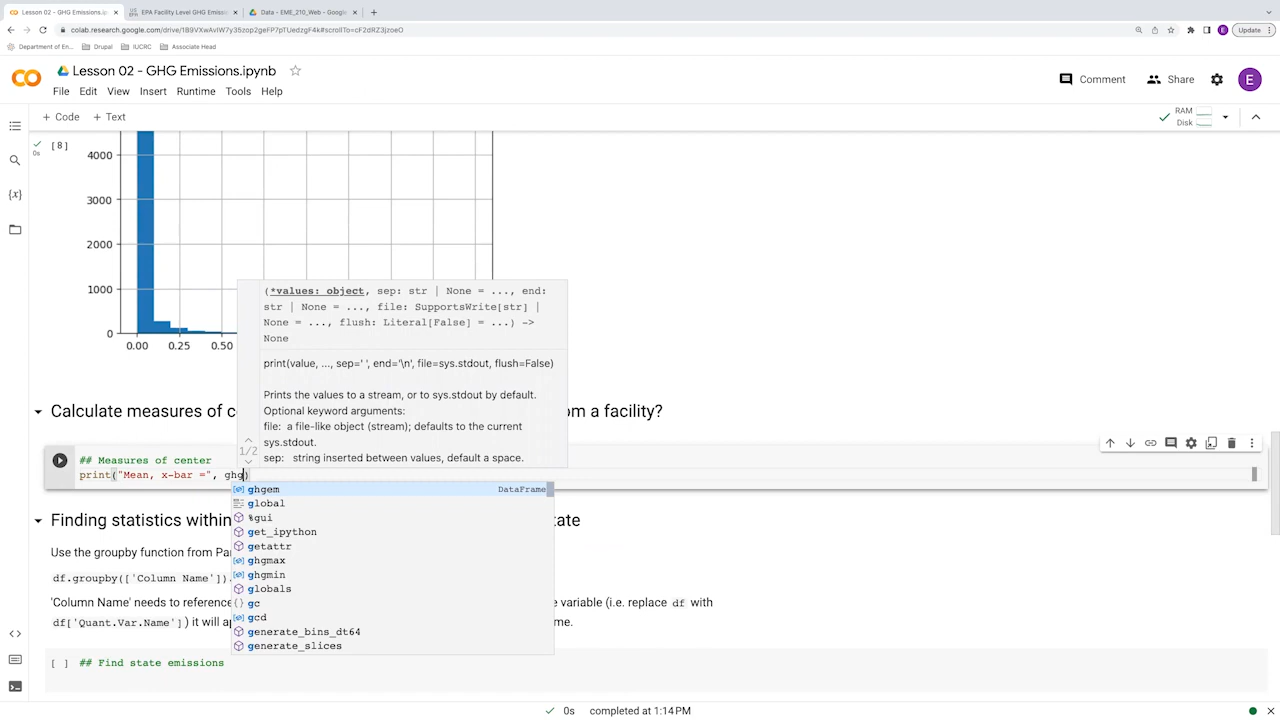 Lesson 02 - GHG Emissions.ipynb
EPA Facility Level GHG Emiss
Data - EME_210_Web - Google
colab.research.google.com/drive/1B9VXwAvIW7y35zop2geFP7pTUedzgF4k#scrollTo=cF2dRZ3jzoeO
E
Update
Department of En...
Drupal
IUCRC
Associate Head
CO
Lesson 02 - GHG Emissions.ipynb
Comment
Share
E
File Edit View Insert Runtime Tools Help
+ Code + Text
RAM
Disk
[8]
0s
4000
3000
2000
1000
0
0.00 0.25 0.50
(*values: object, sep: str | None = ..., end:
str | None = ..., file: SupportsWrite[str] |
None = ..., flush: Literal[False] = ...) ->
None
print(value, ..., sep=' ', end='\n', file=sys.stdout, flush=False)
Prints the values to a stream, or to sys.stdout by default.
Optional keyword arguments:
file: a file-like object (stream); defaults to the current
sys.stdout.
sep: string inserted between values, default a space.
1/2
Calculate measures of c
om a facility?
## Measures of center
print("Mean, x-bar =", ghg)
ghgem DataFrame
global
%gui
get_ipython
getattr
ghgmax
ghgmin
globals
gc
gcd
generate_bins_dt64
generate_slices
Finding statistics within
tate
Use the groupby function from Pa
df.groupby(['Column Name']).
'Column Name' needs to reference
e variable (i.e. replace df with
df['Quant.Var.Name']) it will ap
me.
[ ] ## Find state emissions
0s completed at 1:14 PM